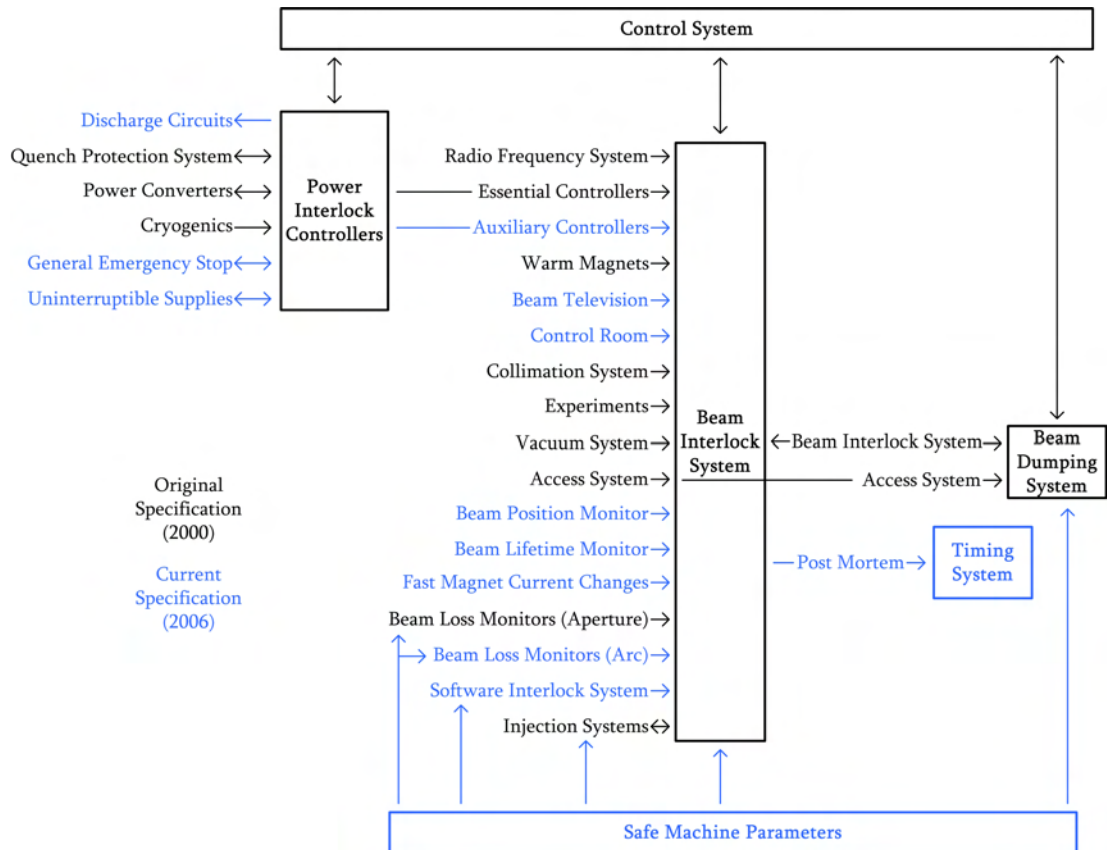 Control System
Discharge Circuits
Quench Protection System
Power Converters
Cryogenics
General Emergency Stop
Uninterruptible Supplies
Power
Interlock
Controllers
Radio Frequency System
Essential Controllers
Auxiliary Controllers
Warm Magnets
Beam Television
Control Room
Collimation System
Experiments
Vacuum System
Access System
Beam Position Monitor
Beam Lifetime Monitor
Fast Magnet Current Changes
Beam Loss Monitors (Aperture)
Beam Loss Monitors (Arc)
Software Interlock System
Injection Systems
Beam
Interlock
System
Beam Interlock System
Access System
Beam
Dumping
System
Post Mortem
Timing
System
Original
Specification
(2000)
Current
Specification
(2006)
Safe Machine Parameters